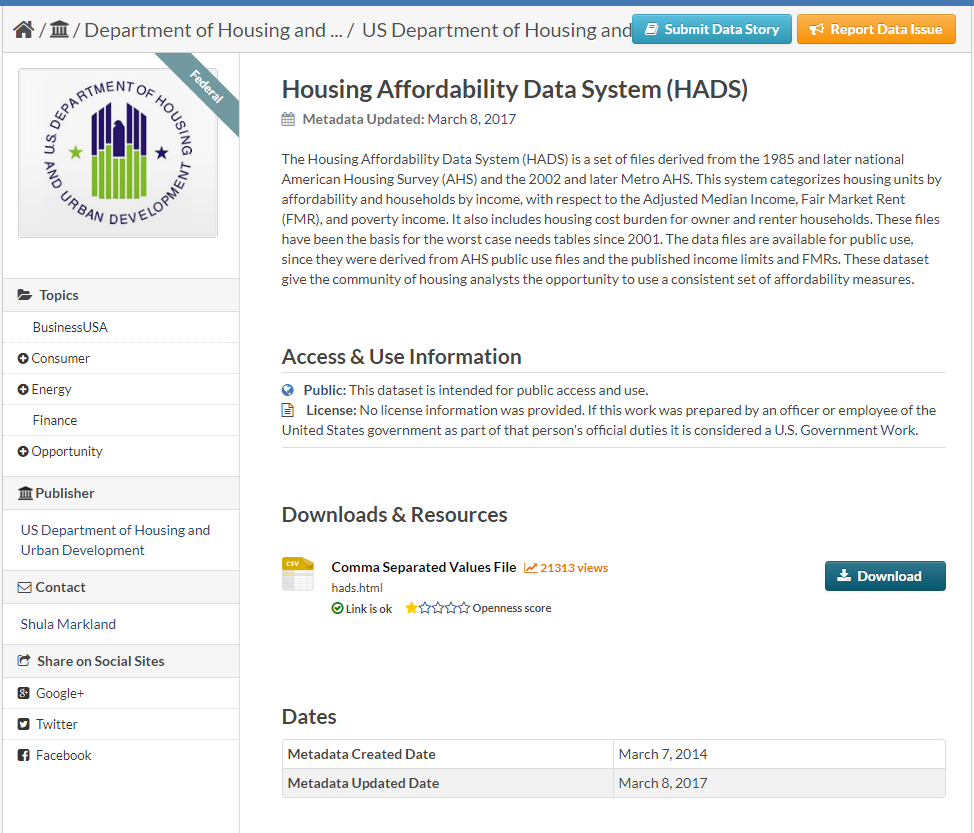 / / Department of Housing and ... / US Department of Housing and
Submit Data Story
Report Data Issue
Federal
U.S. DEPARTMENT OF HOUSING
AND URBAN DEVELOPMENT
Topics
BusinessUSA
Consumer
Energy
Finance
Opportunity
Publisher
US Department of Housing and
Urban Development
Contact
Shula Markland
Share on Social Sites
Google+
Twitter
Facebook
Housing Affordability Data System (HADS)
Metadata Updated: March 8, 2017
The Housing Affordability Data System (HADS) is a set of files derived from the 1985 and later national
American Housing Survey (AHS) and the 2002 and later Metro AHS. This system categorizes housing units by
affordability and households by income, with respect to the Adjusted Median Income, Fair Market Rent
(FMR), and poverty income. It also includes housing cost burden for owner and renter households. These files
have been the basis for the worst case needs tables since 2001. The data files are available for public use,
since they were derived from AHS public use files and the published income limits and FMRs. These dataset
give the community of housing analysts the opportunity to use a consistent set of affordability measures.
Access & Use Information
Public: This dataset is intended for public access and use.
License: No license information was provided. If this work was prepared by an officer or employee of the
United States government as part of that person's official duties it is considered a U.S. Government Work.
Downloads & Resources
CSV
Comma Separated Values File 21313 views
hads.html
Link is ok Openness score
Download
Dates
Metadata Created Date March 7, 2014
Metadata Updated Date March 8, 2017